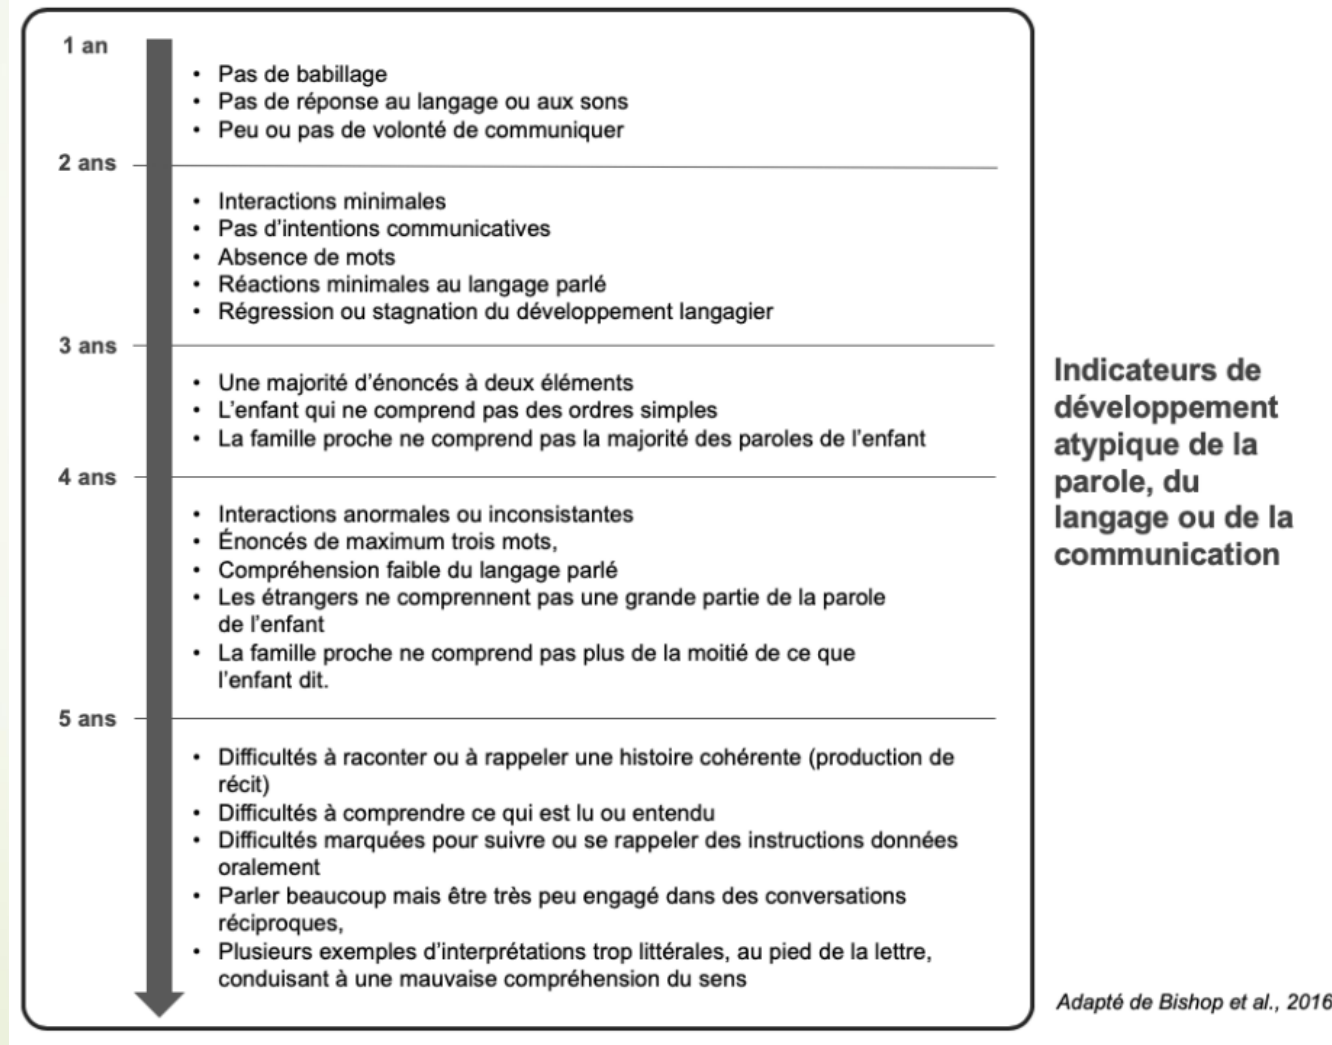 1 an
• Pas de babillage
• Pas de réponse au langage ou aux sons
• Peu ou pas de volonté de communiquer
2 ans
• Interactions minimales
• Pas d'intentions communicatives
• Absence de mots
• Réactions minimales au langage parlé
• Régression ou stagnation du développement langagier
3 ans
• Une majorité d'énoncés à deux éléments
• L'enfant qui ne comprend pas des ordres simples
• La famille proche ne comprend pas la majorité des paroles de l'enfant
4 ans
• Interactions anormales ou inconsistantes
• Énoncés de maximum trois mots,
• Compréhension faible du langage parlé
• Les étrangers ne comprennent pas une grande partie de la parole
de l'enfant
• La famille proche ne comprend pas plus de la moitié de ce que
l'enfant dit.
5 ans
• Difficultés à raconter ou à rappeler une histoire cohérente (production de
récit)
• Difficultés à comprendre ce qui est lu ou entendu
• Difficultés marquées pour suivre ou se rappeler des instructions données
oralement
• Parler beaucoup mais être très peu engagé dans des conversations
réciproques,
• Plusieurs exemples d'interprétations trop littérales, au pied de la lettre,
conduisant à une mauvaise compréhension du sens
Indicateurs de
développement
atypique de la
parole, du
langage ou de la
communication
Adapté de Bishop et al., 2016